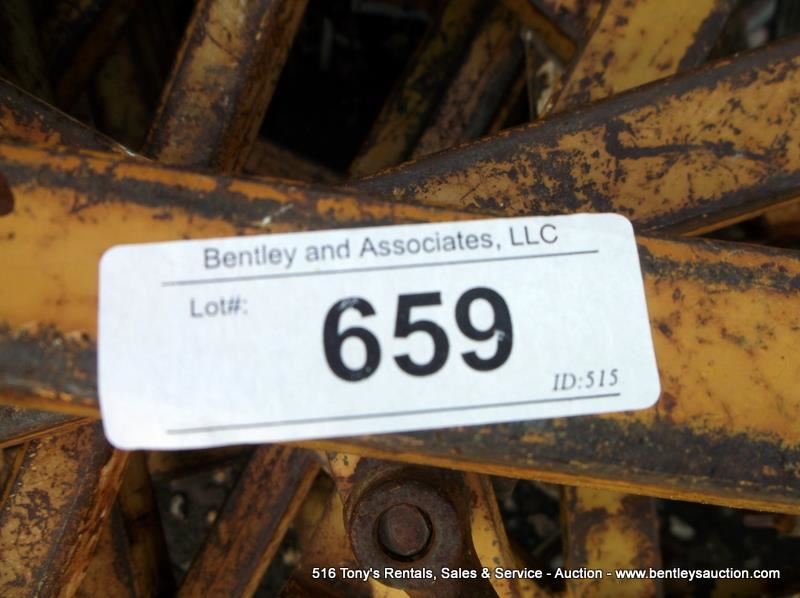 Bentley and Associates, LLC
Lot#:
659
ID:515
516 Tony's Rentals, Sales & Service - Auction - www.bentleysauction.com